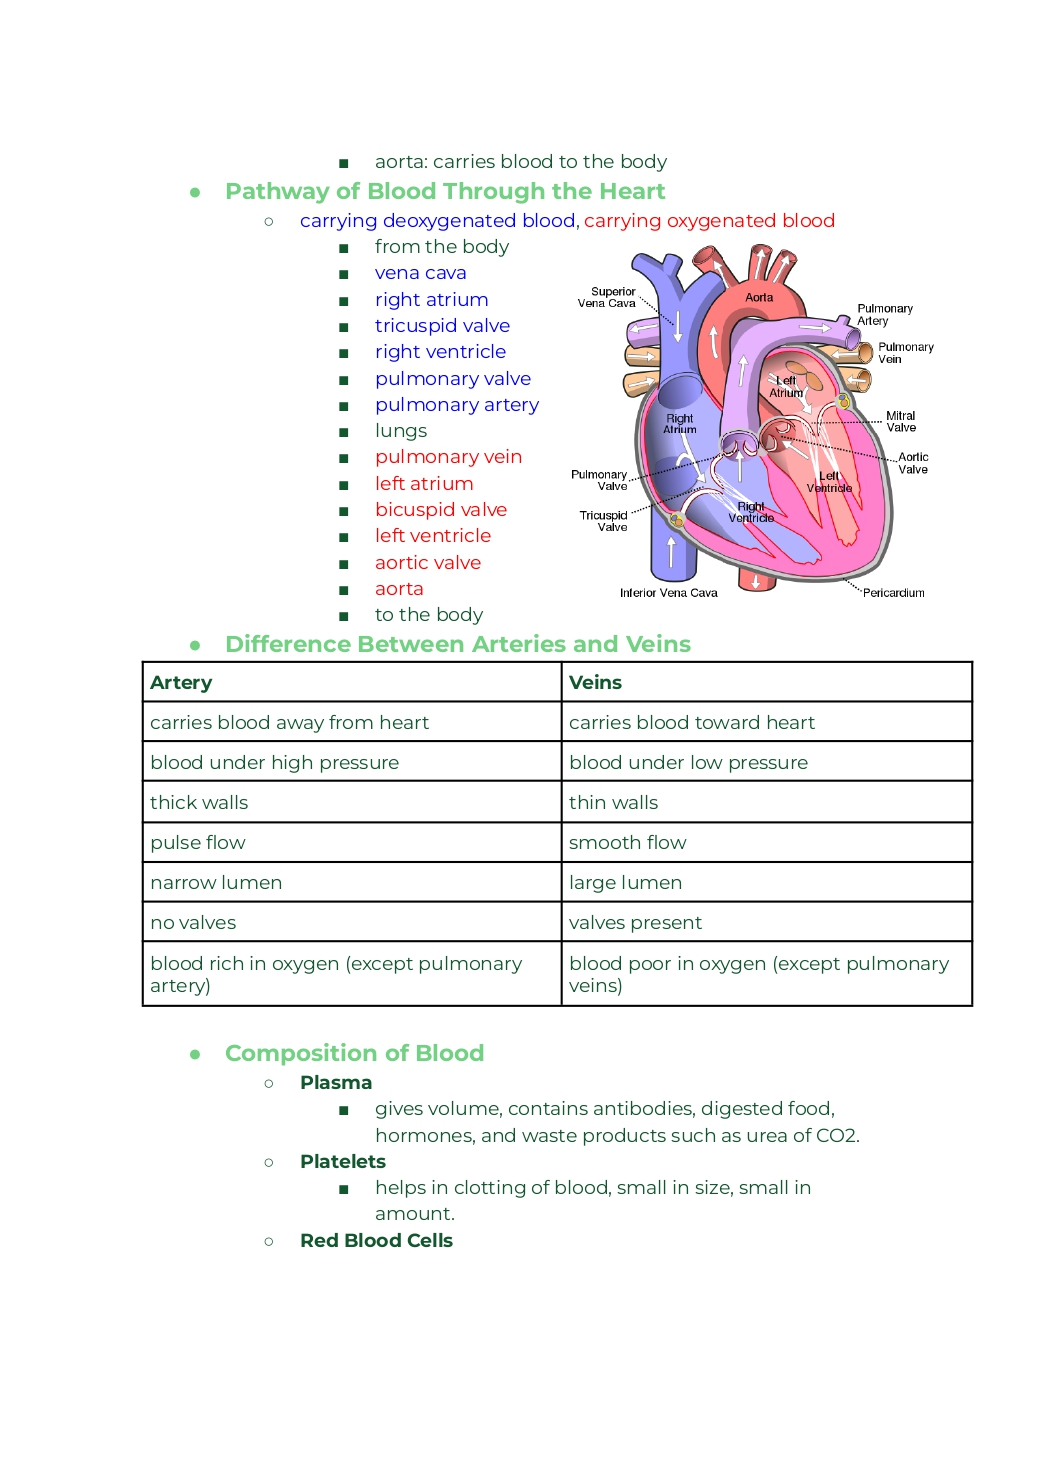 ■ aorta: carries blood to the body
● Pathway of Blood Through the Heart
○ carrying deoxygenated blood, carrying oxygenated blood
■ from the body
■ vena cava
■ right atrium
■ tricuspid valve
■ right ventricle
■ pulmonary valve
■ pulmonary artery
■ lungs
■ pulmonary vein
■ left atrium
■ bicuspid valve
■ left ventricle
■ aortic valve
■ aorta
■ to the body
Superior
Vena Cava
Aorta
Pulmonary
Artery
Pulmonary
Vein
Left
Atrium
Right
Atrium
Mitral
Valve
Aortic
Valve
Pulmonary
Valve
Left
Ventricle
Tricuspid
Valve
Right
Ventricle
Inferior Vena Cava
Pericardium
● Difference Between Arteries and Veins
Artery
Veins
carries blood away from heart
carries blood toward heart
blood under high pressure
blood under low pressure
thick walls
thin walls
pulse flow
smooth flow
narrow lumen
large lumen
no valves
valves present
blood rich in oxygen (except pulmonary
artery)
blood poor in oxygen (except pulmonary
veins)
● Composition of Blood
○ Plasma
■ gives volume, contains antibodies, digested food,
hormones, and waste products such as urea of CO2.
○ Platelets
■ helps in clotting of blood, small in size, small in
amount.
○ Red Blood Cells